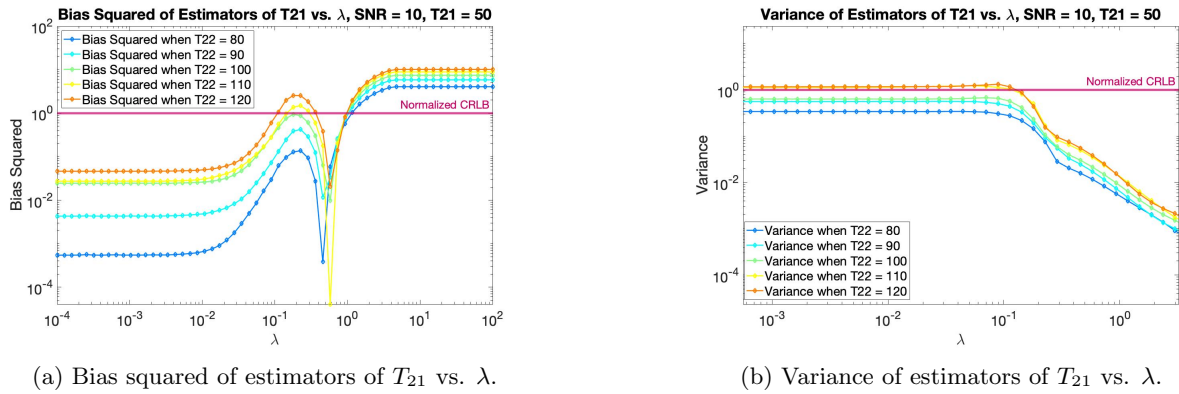 Bias Squared of Estimators of T21 vs. λ, SNR = 10, T21 = 50
10^2
10^0
10^-2
10^-4
Bias Squared
Bias Squared when T22 = 80
Bias Squared when T22 = 90
Bias Squared when T22 = 100
Bias Squared when T22 = 110
Bias Squared when T22 = 120
Normalized CRLB
10^-4 10^-3 10^-2 10^-1 10^0 10^1 10^2
λ
(a) Bias squared of estimators of T_21 vs. λ.
Variance of Estimators of T21 vs. λ, SNR = 10, T21 = 50
10^0
10^-2
10^-4
Variance
Normalized CRLB
Variance when T22 = 80
Variance when T22 = 90
Variance when T22 = 100
Variance when T22 = 110
Variance when T22 = 120
10^-3 10^-2 10^-1 10^0
λ
(b) Variance of estimators of T_21 vs. λ.